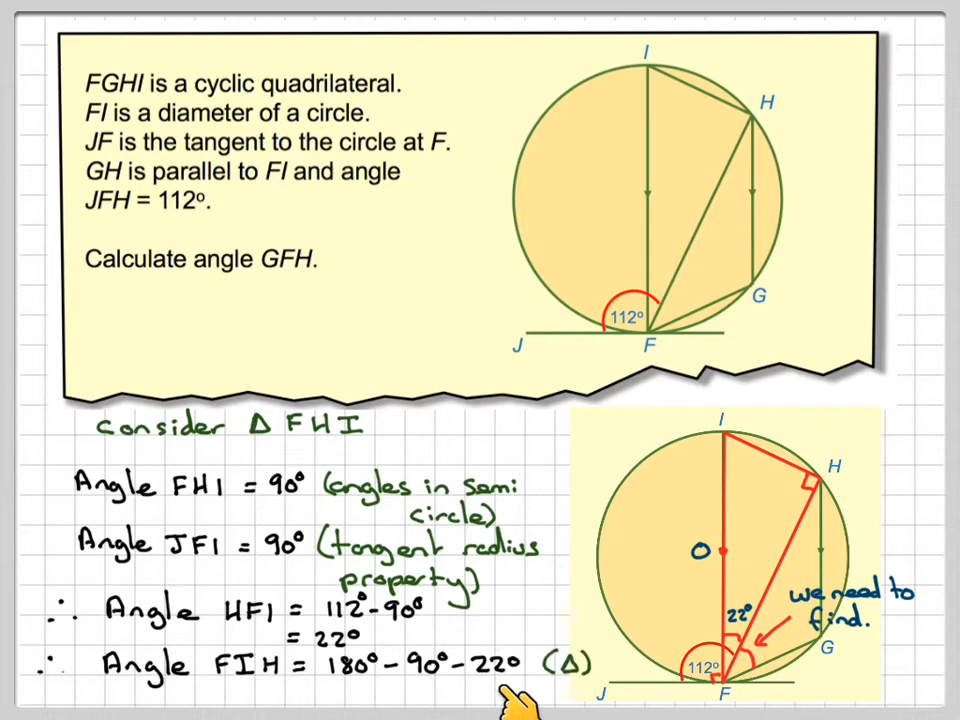 FGHI is a cyclic quadrilateral.
FI is a diameter of a circle.
JF is the tangent to the circle at F.
GH is parallel to FI and angle
JFH = 112°.
Calculate angle GFH.
I
H
G
112°
J
F
Consider Δ FHI
Angle FHI = 90° (angles in semi
circle)
Angle JFI = 90° (tangent radius
property)
∴ Angle HFI = 112° - 90°
= 22°
∴ Angle FIH = 180° - 90° - 22° (Δ)
I
H
O
we need to
find.
22°
G
112°
J
F